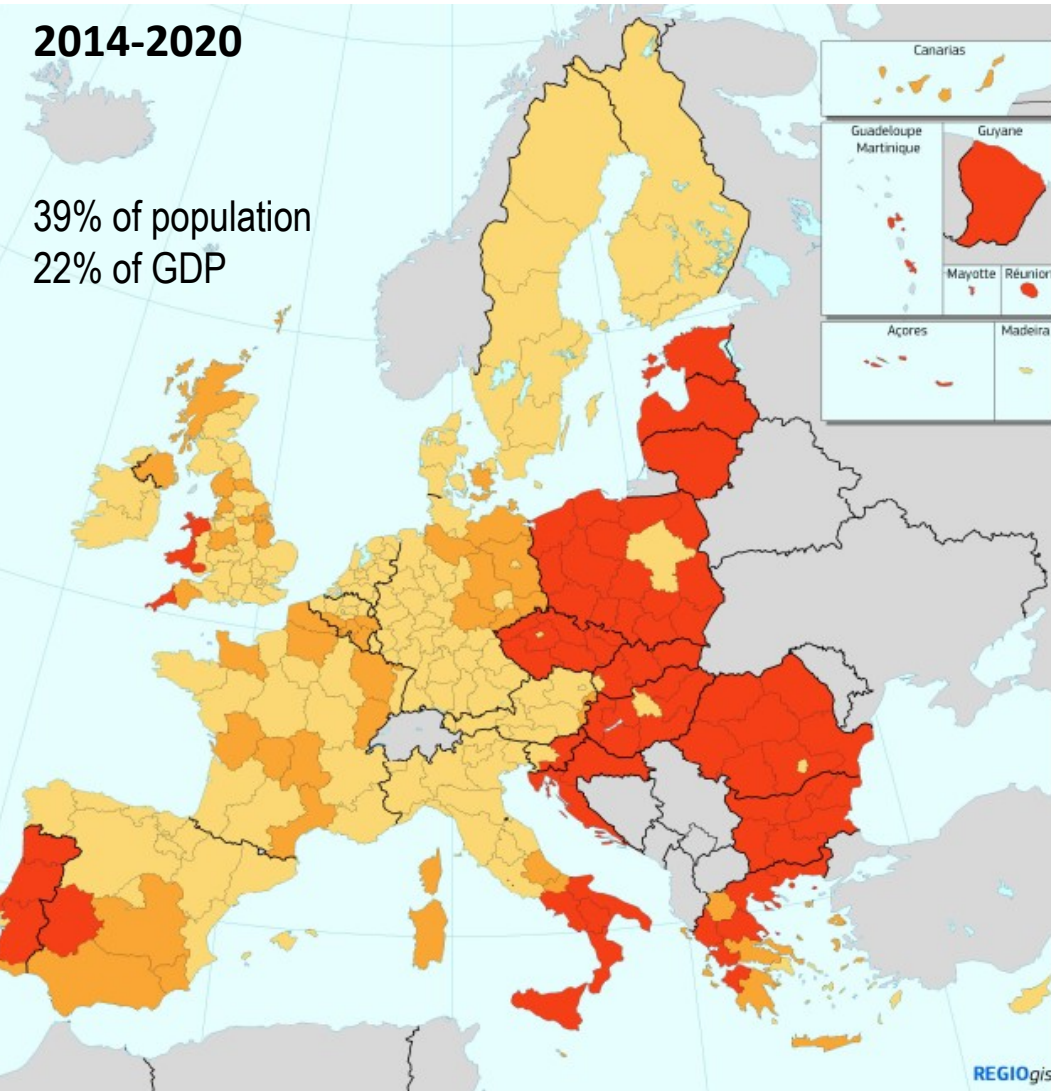 2014-2020
39% of population
22% of GDP
Canarias
Guadeloupe
Martinique
Guyane
Mayotte
Réunion
Açores
Madeira
REGIOgis